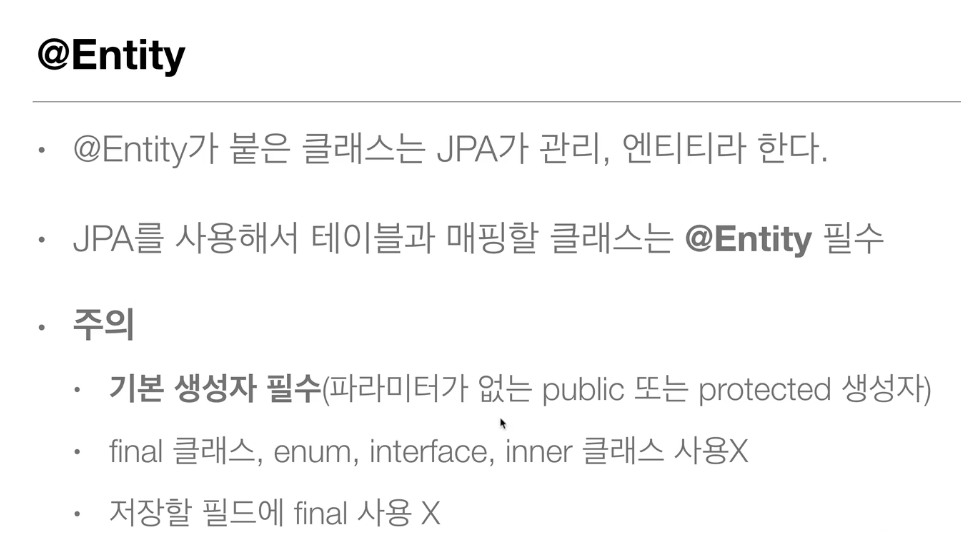 @Entity
• @Entity가 붙은 클래스는 JPA가 관리, 엔티티라 한다.
• JPA를 사용해서 테이블과 매핑할 클래스는 @Entity 필수
• 주의
• 기본 생성자 필수(파라미터가 없는 public 또는 protected 생성자)
• final 클래스, enum, interface, inner 클래스 사용X
• 저장할 필드에 final 사용 X